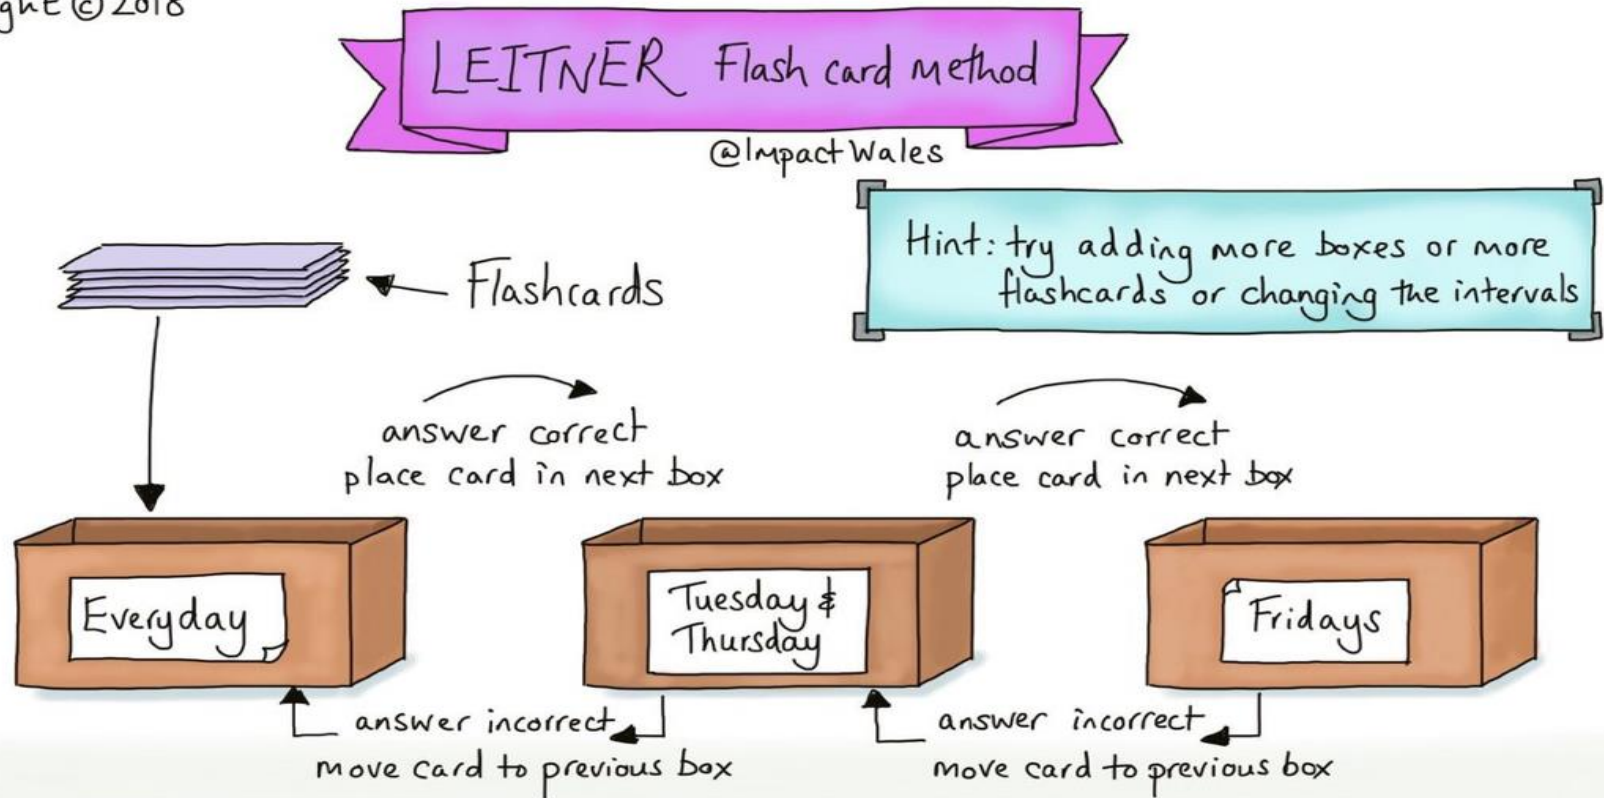 © 2018
LEITNER Flash card method
@ImpactWales
Hint: try adding more boxes or more
flashcards or changing the intervals
Flashcards
answer correct
place card in next box
answer correct
place card in next box
Everyday
Tuesday &
Thursday
Fridays
answer incorrect
move card to previous box
answer incorrect
move card to previous box